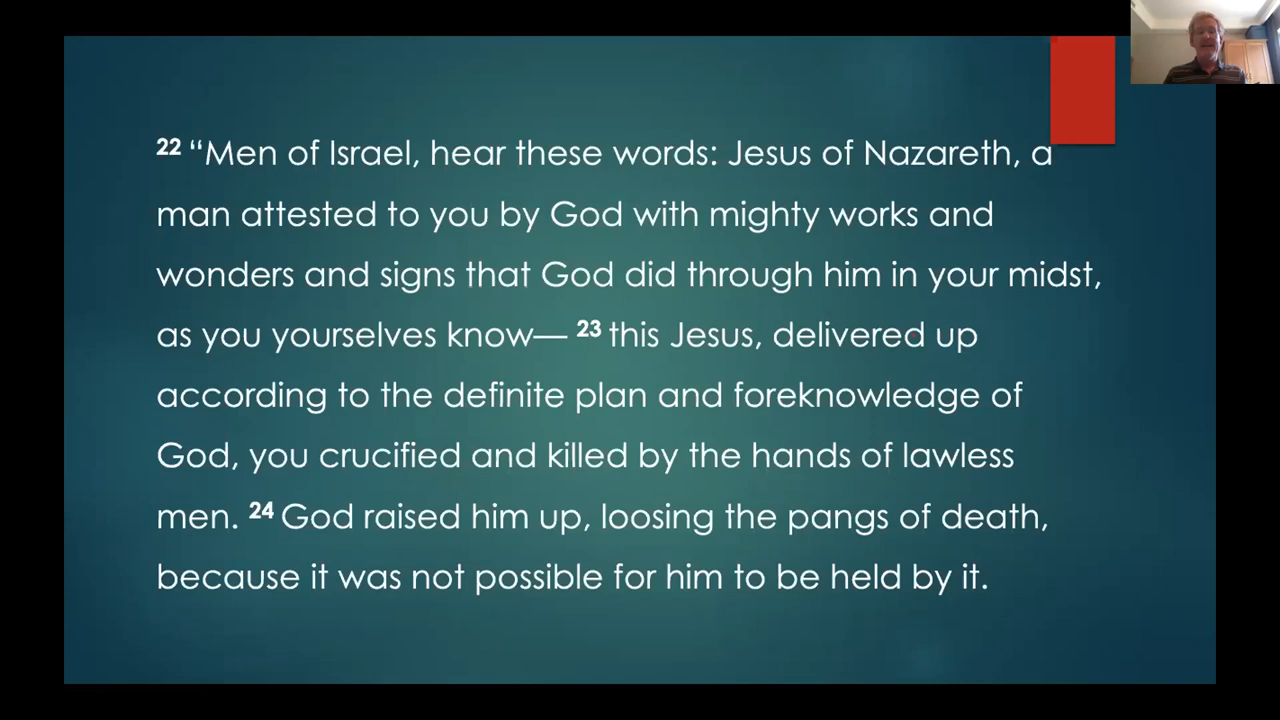 22 “Men of Israel, hear these words: Jesus of Nazareth, a
man attested to you by God with mighty works and
wonders and signs that God did through him in your midst,
as you yourselves know— 23 this Jesus, delivered up
according to the definite plan and foreknowledge of
God, you crucified and killed by the hands of lawless
men. 24 God raised him up, loosing the pangs of death,
because it was not possible for him to be held by it.